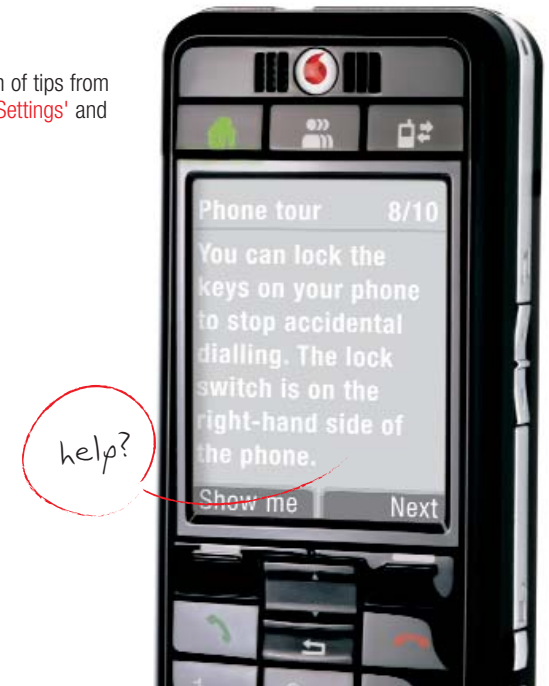 n of tips from
Settings' and
Phone tour 8/10
You can lock the
keys on your phone
to stop accidental
dialling. The lock
switch is on the
right-hand side of
the phone.
help?
Show me Next